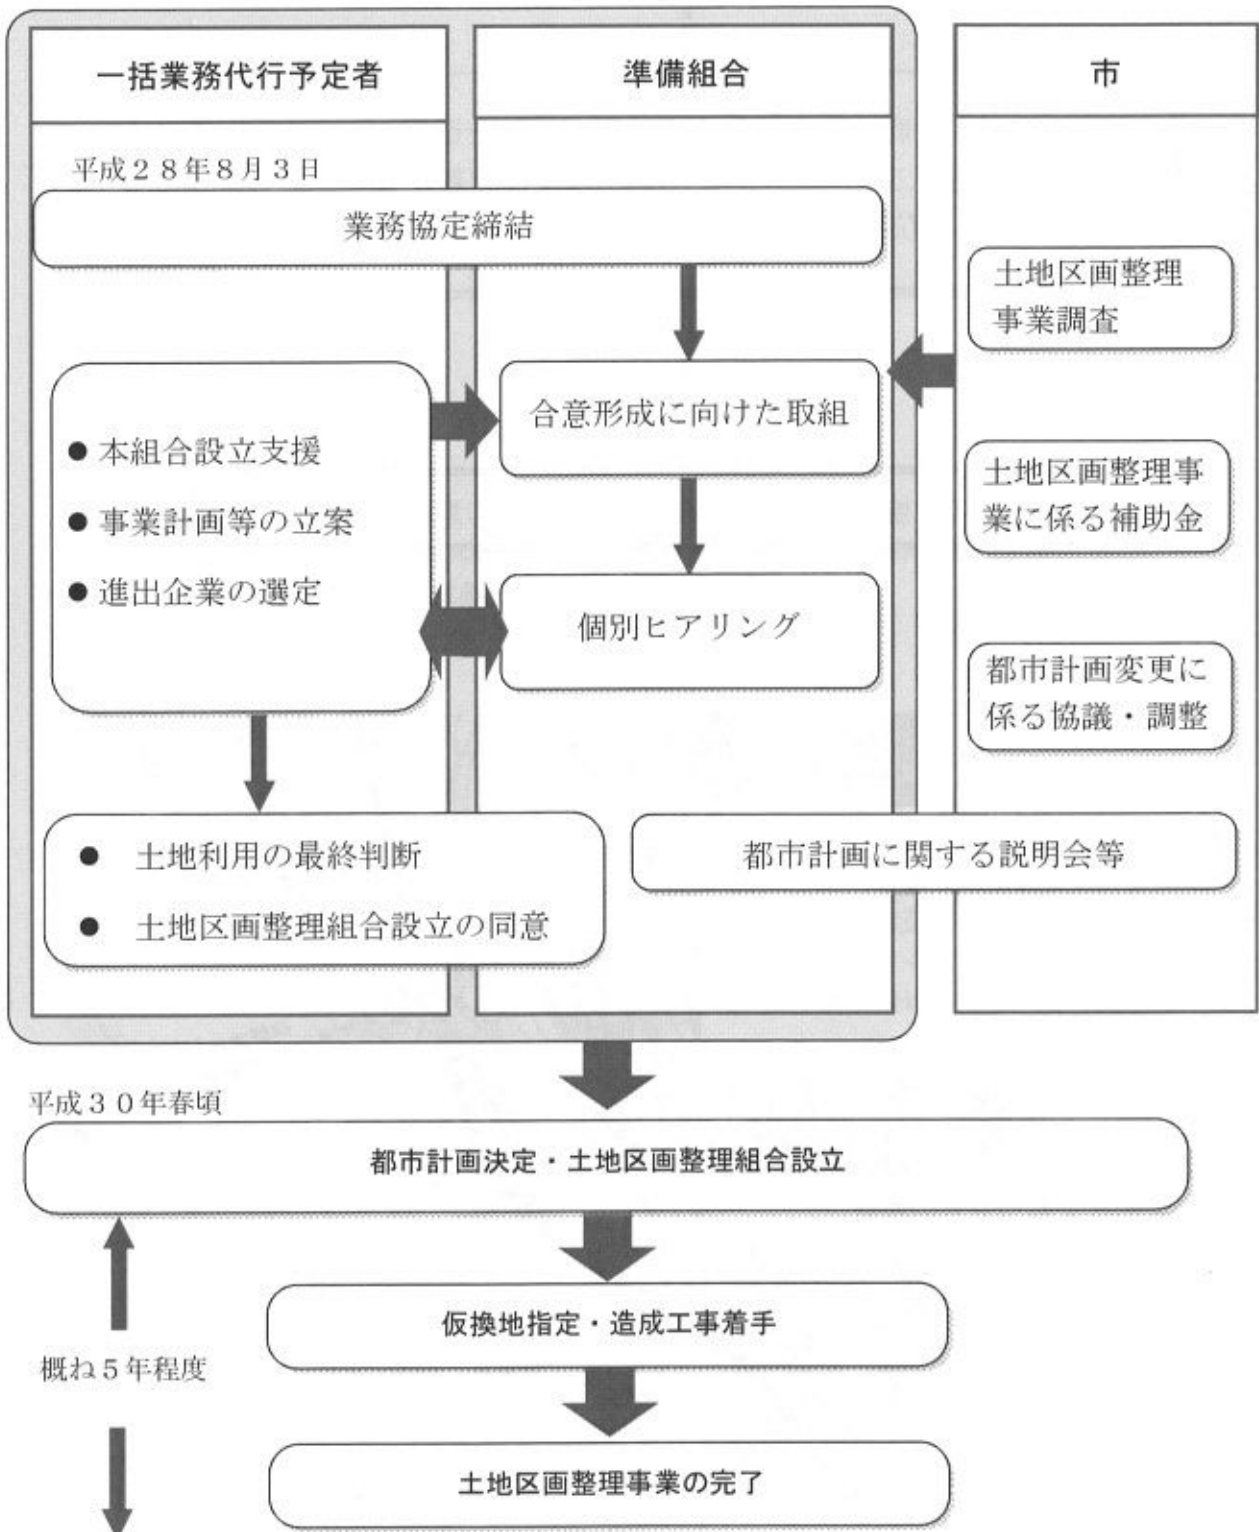 一括業務代行予定者
準備組合
市
平成２８年８月３日
業務協定締結
土地区画整理
事業調査
合意形成に向けた取組
● 本組合設立支援
● 事業計画等の立案
● 進出企業の選定
土地区画整理事
業に係る補助金
個別ヒアリング
都市計画変更に
係る協議・調整
● 土地利用の最終判断
● 土地区画整理組合設立の同意
都市計画に関する説明会等
平成３０年春頃
都市計画決定・土地区画整理組合設立
仮換地指定・造成工事着手
概ね５年程度
土地区画整理事業の完了